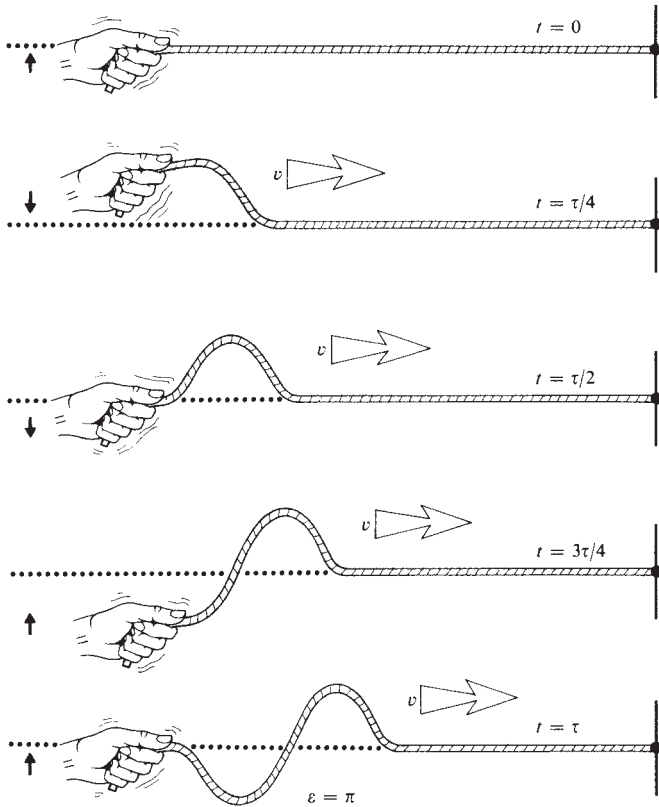 t = 0
v
t = τ/4
v
t = τ/2
v
t = 3τ/4
v
t = τ
ε = π